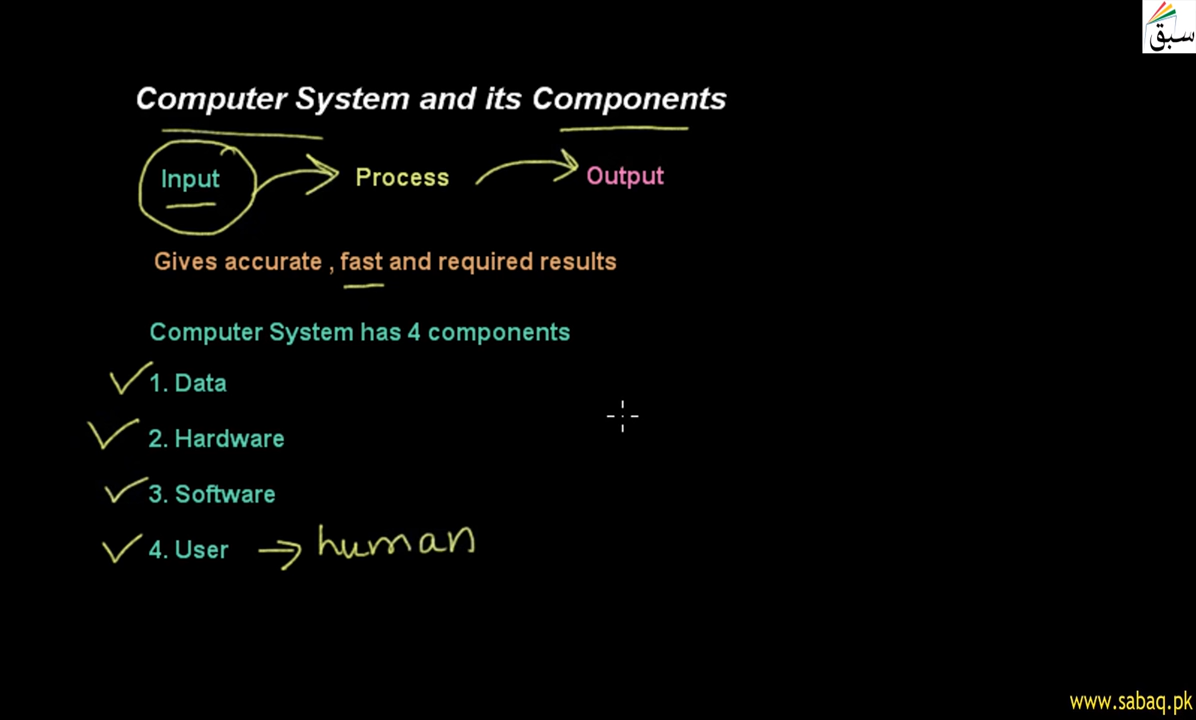 سبق
Computer System and its Components
Input Process Output
Gives accurate , fast and required results
Computer System has 4 components
1. Data
2. Hardware
3. Software
4. User → human
www.sabaq.pk